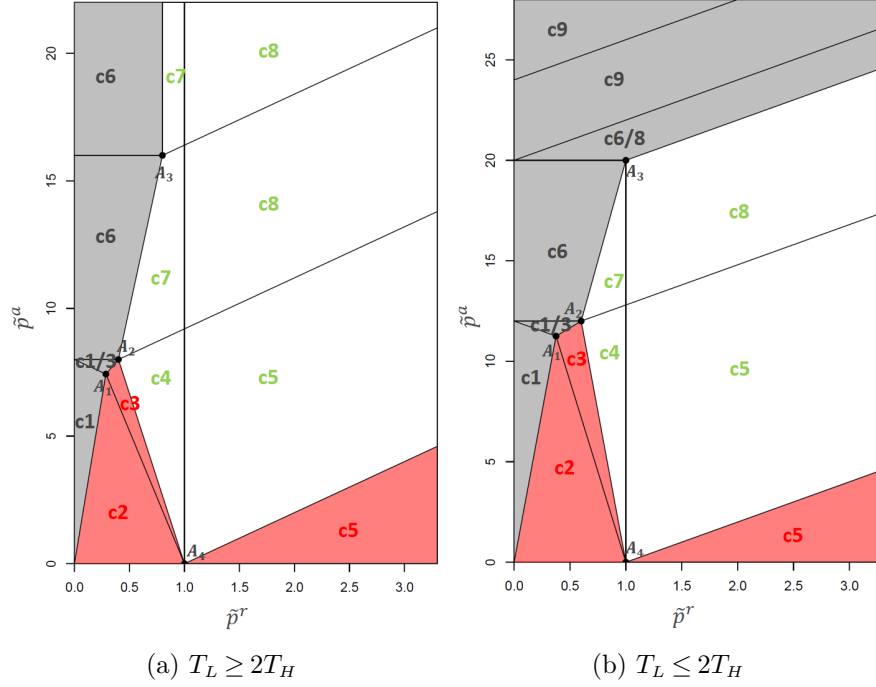 c6
c7
c8
A₃
c6
c8
c7
A₂
c1/3
A₁
c4
c5
c3
c1
c2
A₄
c5
0 5 10 15 20
0.0 0.5 1.0 1.5 2.0 2.5 3.0
p̃ᵃ
p̃ʳ
(a) T_L ≥ 2T_H
c9
c9
c6/8
A₃
c8
c6
c7
A₂
c1/3
A₁
c4
c3
c5
c1
c2
A₄
c5
0 5 10 15 20 25
0.0 0.5 1.0 1.5 2.0 2.5 3.0
p̃ᵃ
p̃ʳ
(b) T_L ≤ 2T_H